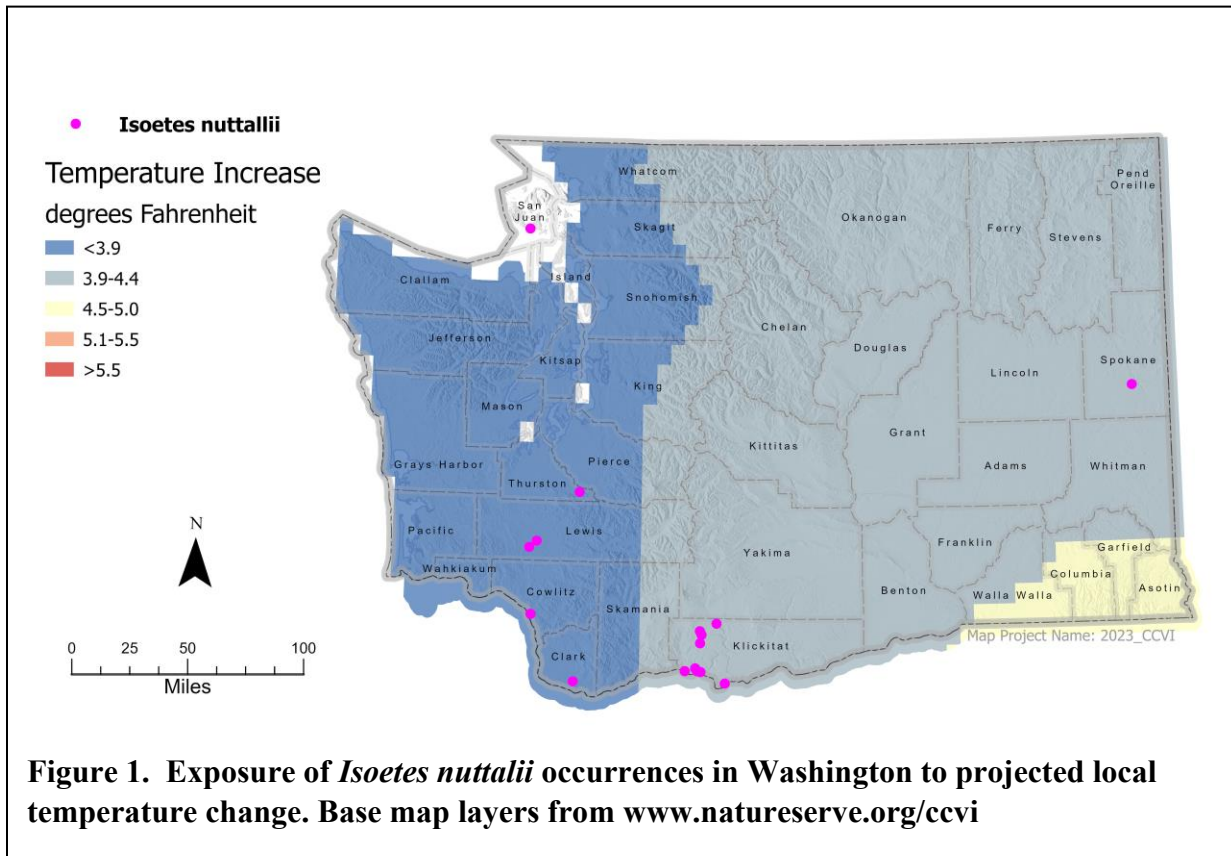 Isoetes nuttallii
Temperature Increase
degrees Fahrenheit
<3.9
3.9-4.4
4.5-5.0
5.1-5.5
>5.5
N
0 50 100
Miles
Whatcom
San
Juan
Skagit
Island
Clallam
Snohomish
Jefferson
Kitsap
King
Mason
Grays Harbor
Pierce
Thurston
Pacific
Lewis
Wahkiakum
Cowlitz
Skamania
Clark
Okanogan
Ferry
Stevens
Pend
Oreille
Chelan
Douglas
Lincoln
Spokane
Kittitas
Grant
Adams
Whitman
Yakima
Franklin
Garfield
Benton
Walla Walla
Columbia
Asotin
Klickitat
Map Project Name: 2023_CCVI
Figure 1. Exposure of Isoetes nuttalii occurrences in Washington to projected local
temperature change. Base map layers from www.natureserve.org/ccvi